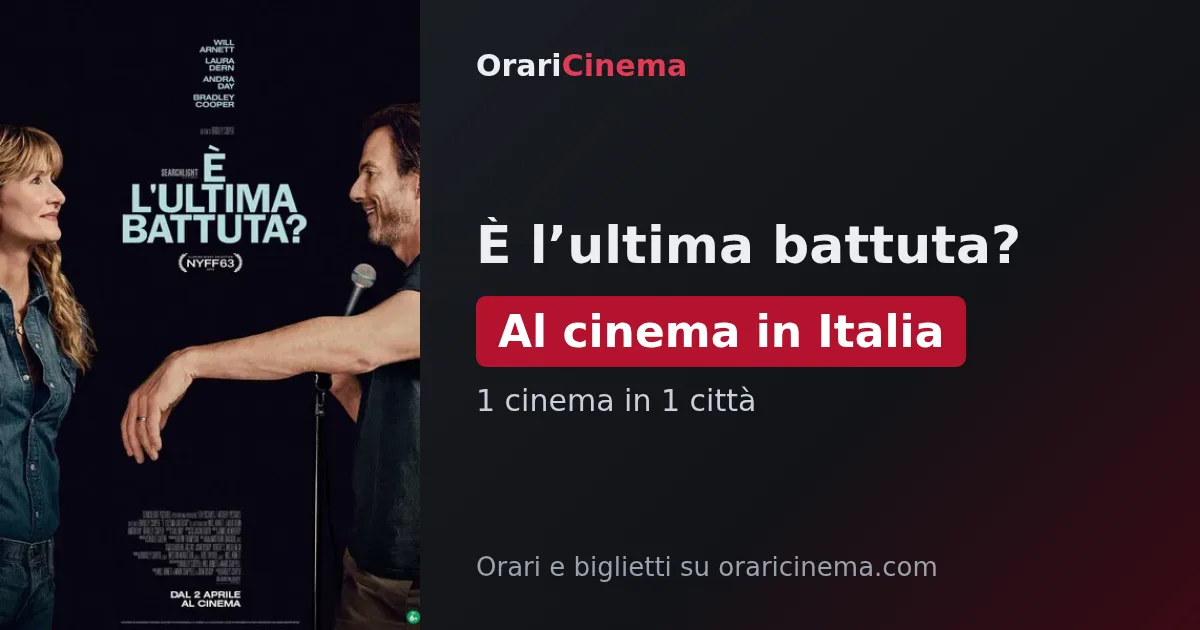 WILL
ARNETT
LAURA
DERN
ANDRA
DAY
BRADLEY
COOPER
SEARCHLIGHT
È
L'ULTIMA
BATTUTA?
NYFF63
DAL 2 APRILE
AL CINEMA
6+
OrariCinema
È l’ultima battuta?
Al cinema in Italia
1 cinema in 1 città
Orari e biglietti su oraricinema.com